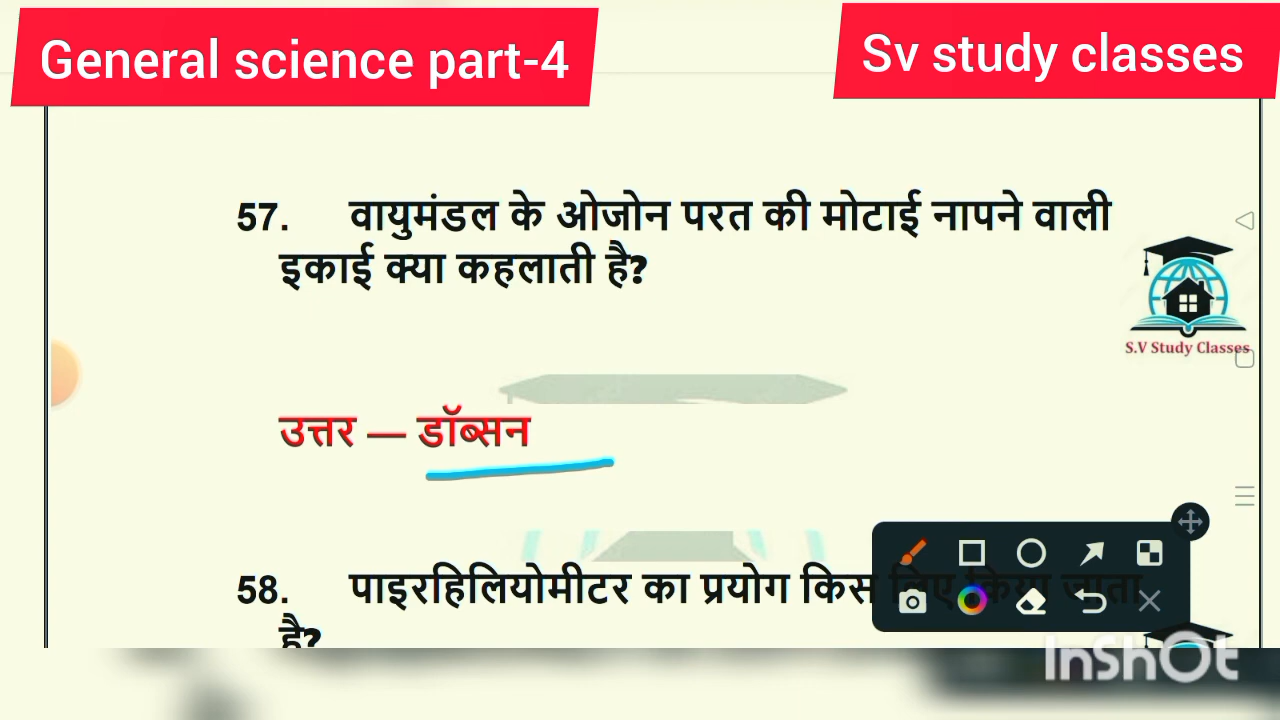 General science part-4
Sv study classes
57. वायुमंडल के ओजोन परत की मोटाई नापने वाली
इकाई क्या कहलाती है?
S.V Study Classes
उत्तर — डॉब्सन
58. पाइरहिलियोमीटर का प्रयोग किस लिए किया जाता
है?
InShOt